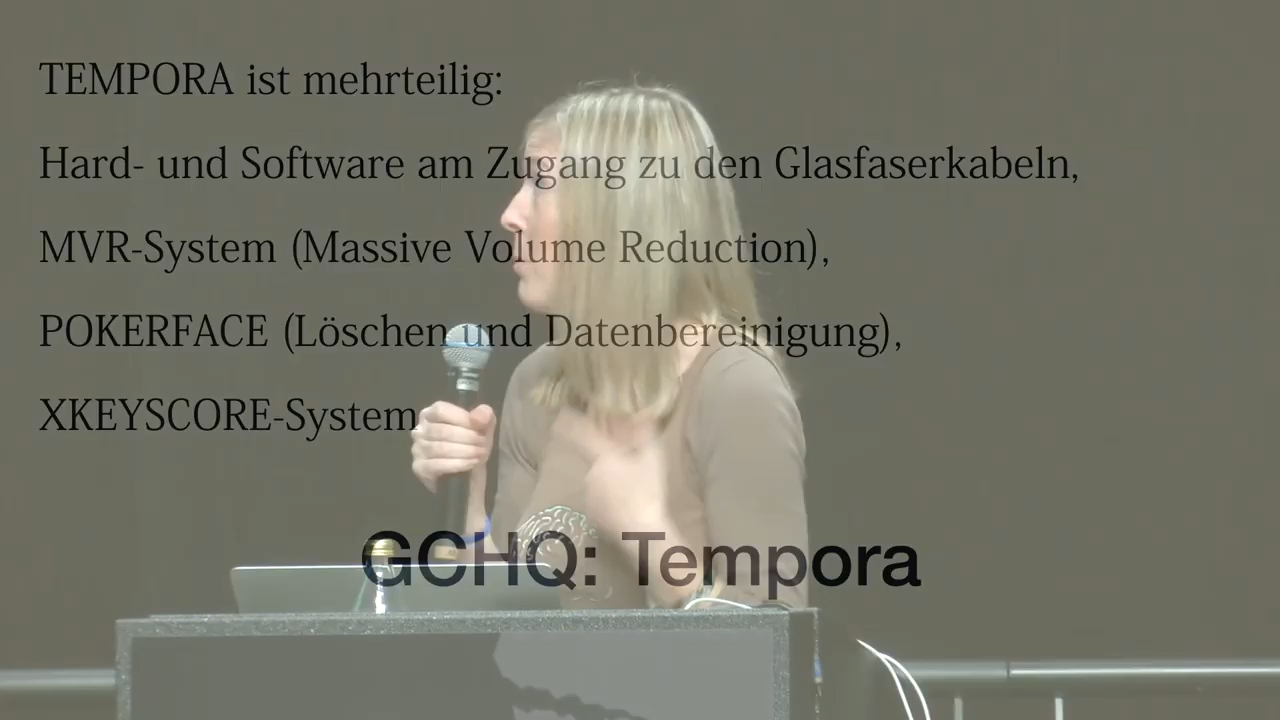 TEMPORA ist mehrteilig:
Hard- und Software am Zugang zu den Glasfaserkabeln,
MVR-System (Massive Volume Reduction),
POKERFACE (Löschen und Datenbereinigung),
XKEYSCORE-System
GCHQ: Tempora